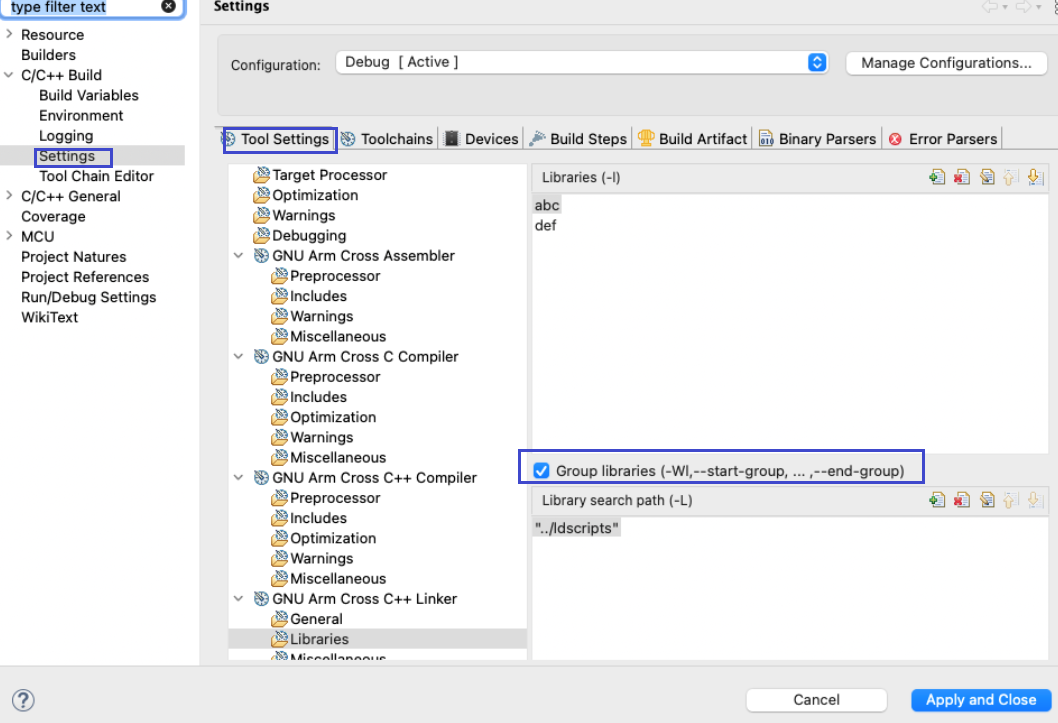 type filter text
Settings
Resource
Builders
C/C++ Build
Build Variables
Environment
Logging
Settings
Tool Chain Editor
C/C++ General
Coverage
MCU
Project Natures
Project References
Run/Debug Settings
WikiText
Configuration:
Debug [ Active ]
Manage Configurations...
Tool Settings
Toolchains
Devices
Build Steps
Build Artifact
Binary Parsers
Error Parsers
Target Processor
Optimization
Warnings
Debugging
GNU Arm Cross Assembler
Preprocessor
Includes
Warnings
Miscellaneous
GNU Arm Cross C Compiler
Preprocessor
Includes
Optimization
Warnings
Miscellaneous
GNU Arm Cross C++ Compiler
Preprocessor
Includes
Optimization
Warnings
Miscellaneous
GNU Arm Cross C++ Linker
General
Libraries
Miscellaneous
Libraries (-l)
abc
def
Group libraries (-Wl,--start-group, ... ,--end-group)
Library search path (-L)
"../ldscripts"
?
Cancel
Apply and Close